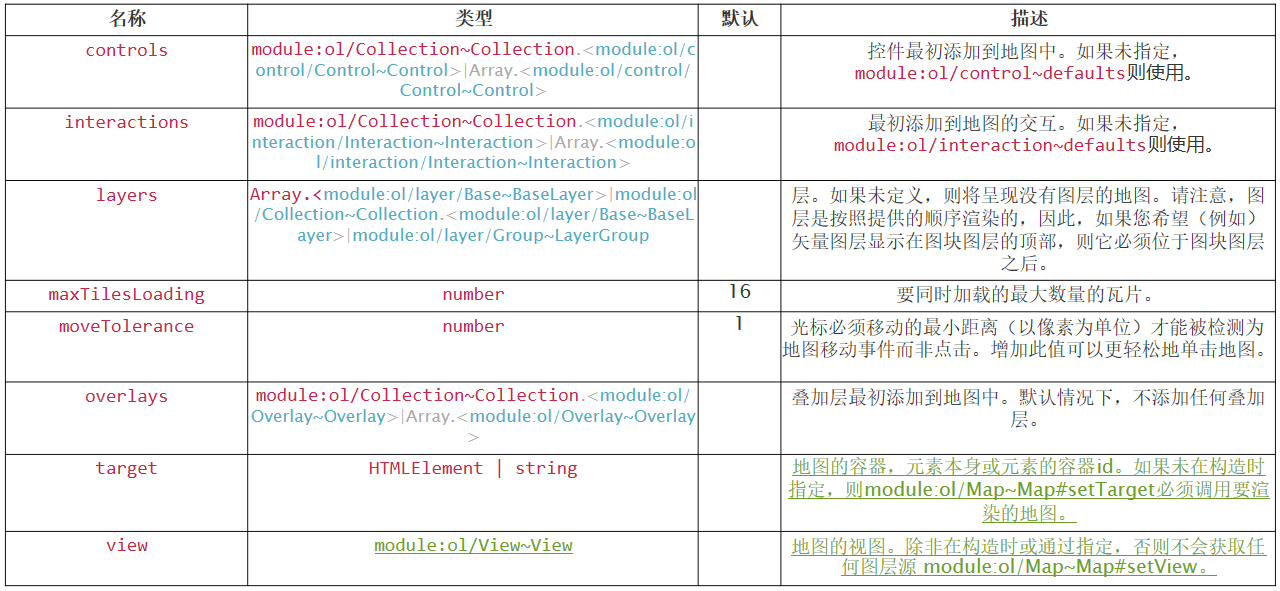 名称 类型 默认 描述
controls
module:ol/Collection~Collection.<module:ol/c
ontrol/Control~Control>|Array.<module:ol/control/
Control~Control>
控件最初添加到地图中。如果未指定，
module:ol/control~defaults则使用。
interactions
module:ol/Collection~Collection.<module:ol/i
nteraction/Interaction~Interaction>|Array.<module:o
l/interaction/Interaction~Interaction>
最初添加到地图的交互。如果未指定，
module:ol/interaction~defaults则使用。
layers
Array.<module:ol/layer/Base~BaseLayer>|module:ol
/Collection~Collection.<module:ol/layer/Base~BaseL
ayer>|module:ol/layer/Group~LayerGroup
层。如果未定义，则将呈现没有图层的地图。请注意，图
层是按照提供的顺序渲染的，因此，如果您希望（例如）
矢量图层显示在图块图层的顶部，则它必须位于图块图层
之后。
maxTilesLoading number 16 要同时加载的最大数量的瓦片。
moveTolerance number 1
光标必须移动的最小距离（以像素为单位）才能被检测为
地图移动事件而非点击。增加此值可以更轻松地单击地图。
overlays
module:ol/Collection~Collection.<module:ol/
Overlay~Overlay>|Array.<module:ol/Overlay~Overlay
>
叠加层最初添加到地图中。默认情况下，不添加任何叠加
层。
target HTMLElement | string
地图的容器，元素本身或元素的容器id。如果未在构造时
指定，则module:ol/Map~Map#setTarget必须调用要渲
染的地图。
view module:ol/View~View
地图的视图。除非在构造时或通过指定，否则不会获取任
何图层源 module:ol/Map~Map#setView。